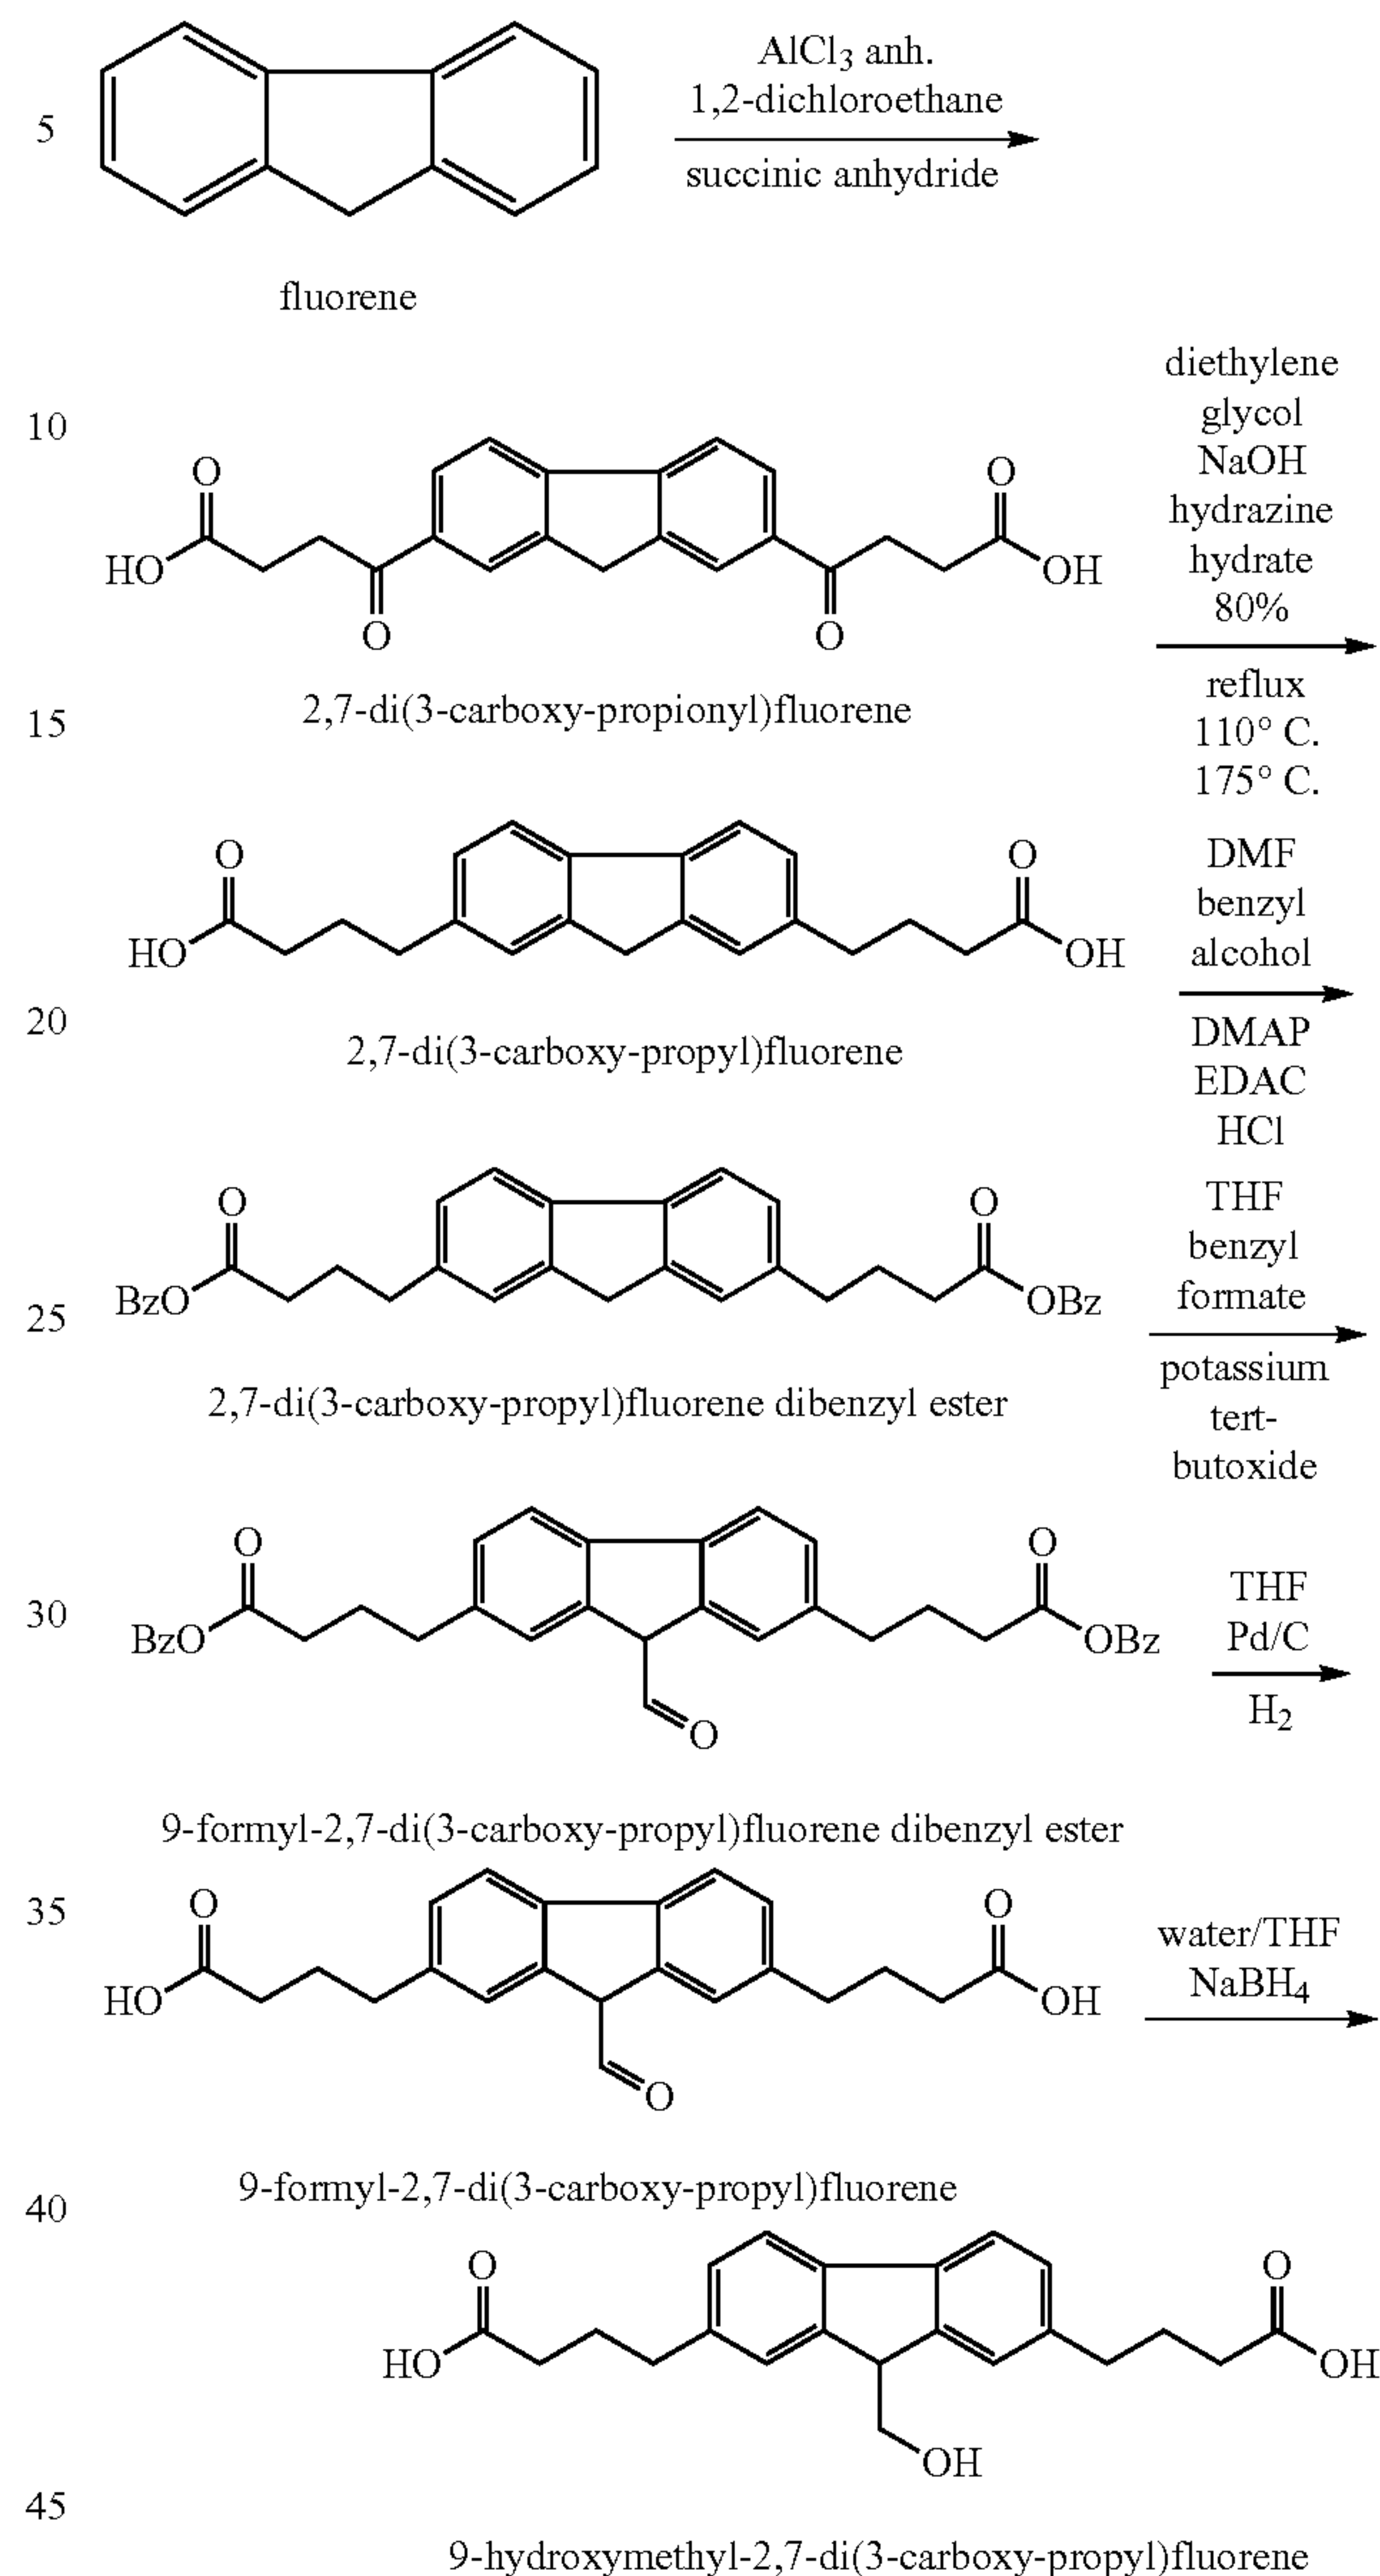 AlCl3 anh.
1,2-dichloroethane
5
succinic anhydride
fluorene
diethylene
glycol
NaOH
hydrazine
hydrate
80%
10
O
O
HO
OH
O
O
reflux
110° C.
175° C.
2,7-di(3-carboxy-propionyl)fluorene
15
O
O
HO
OH
DMF
benzyl
alcohol
20
DMAP
EDAC
HCl
2,7-di(3-carboxy-propyl)fluorene
O
O
BzO
OBz
THF
benzyl
formate
25
potassium
tert-
butoxide
2,7-di(3-carboxy-propyl)fluorene dibenzyl ester
O
O
30
BzO
OBz
O
THF
Pd/C
H2
9-formyl-2,7-di(3-carboxy-propyl)fluorene dibenzyl ester
35
O
O
HO
OH
O
water/THF
NaBH4
9-formyl-2,7-di(3-carboxy-propyl)fluorene
40
O
O
HO
OH
OH
45
9-hydroxymethyl-2,7-di(3-carboxy-propyl)fluorene